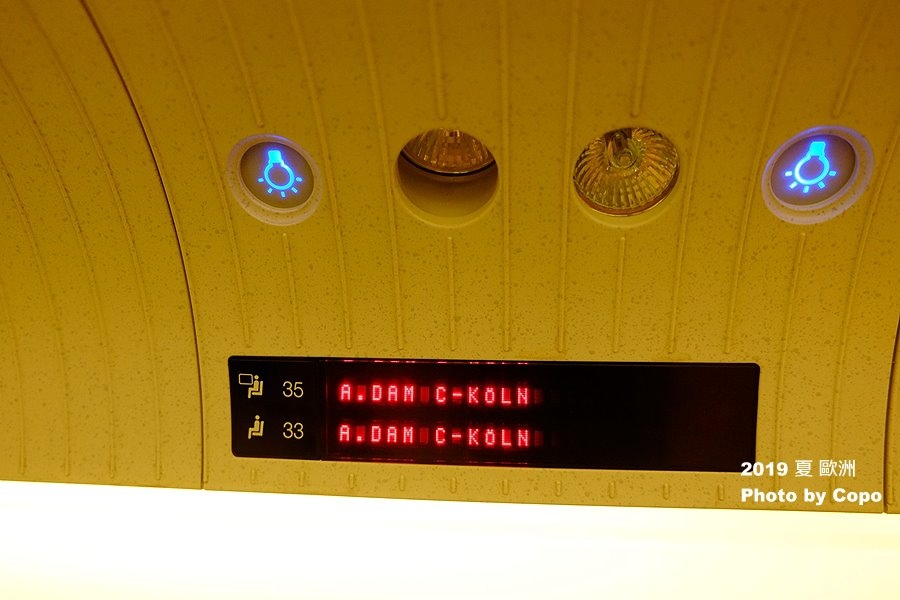 35 A.DAM C-KÖLN
33 A.DAM C-KÖLN
2019 夏 歐洲
Photo by Copo